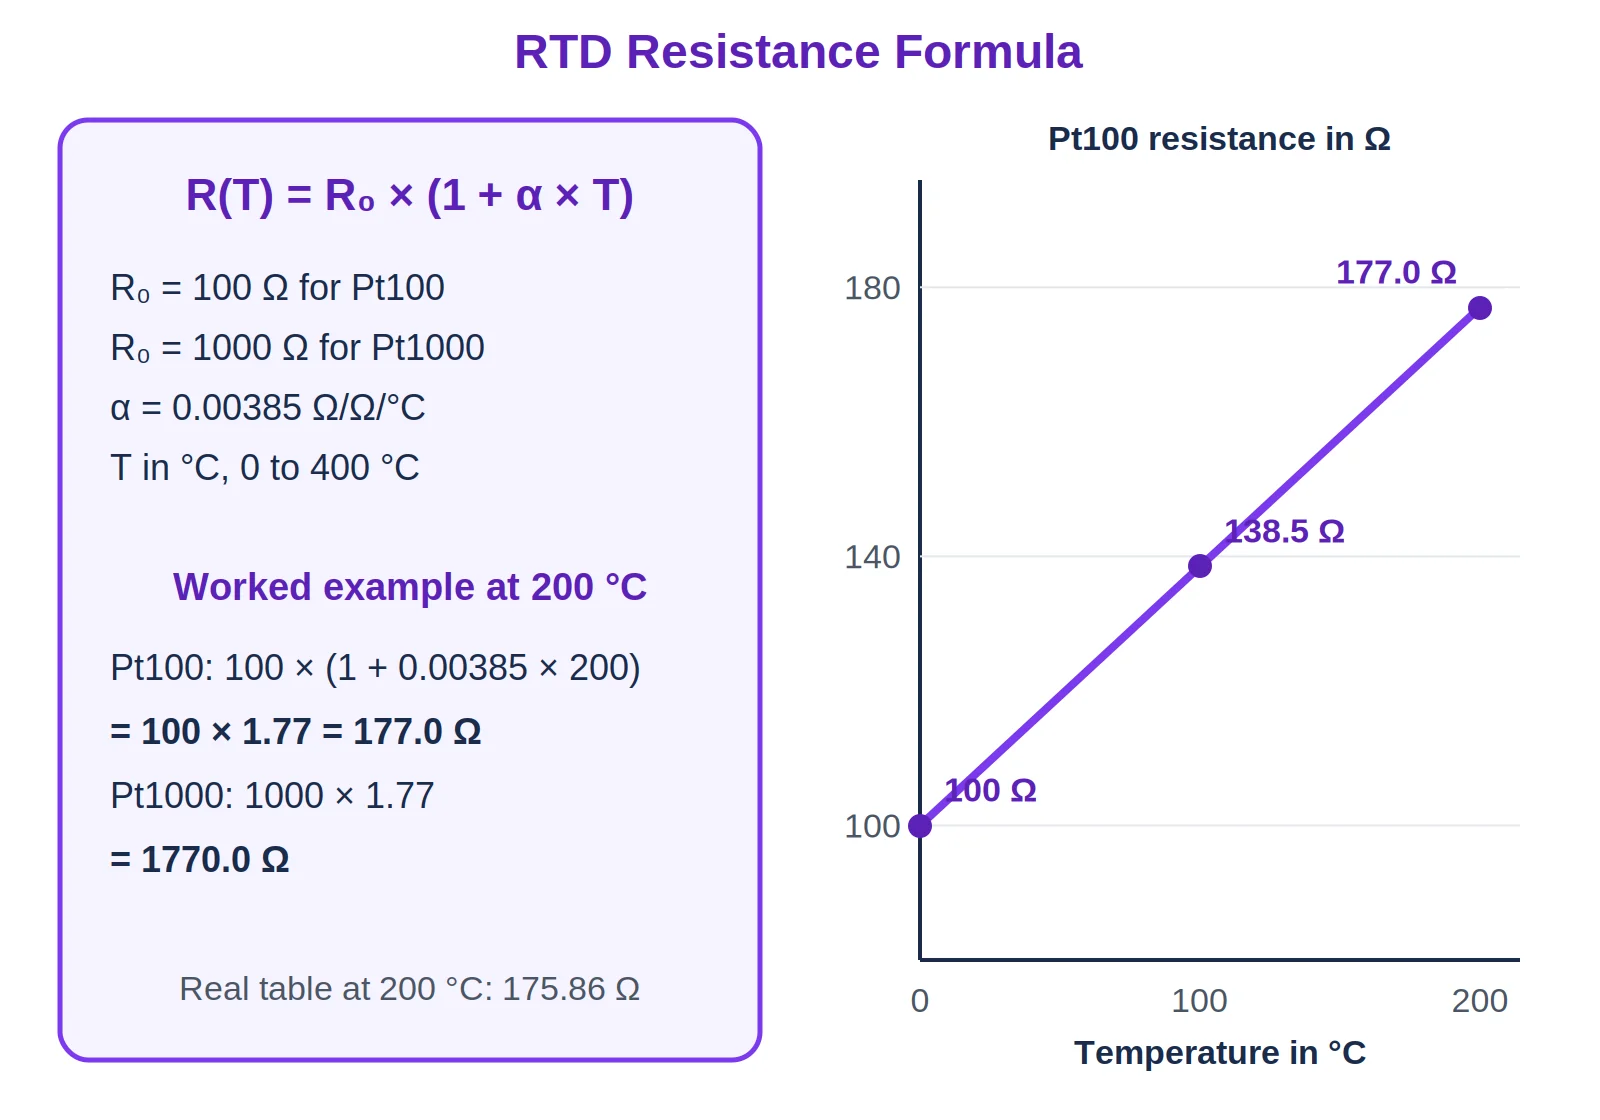 RTD Resistance Formula
R(T) = R₀ × (1 + α × T)
R₀ = 100 Ω for Pt100
R₀ = 1000 Ω for Pt1000
α = 0.00385 Ω/Ω/°C
T in °C, 0 to 400 °C
Worked example at 200 °C
Pt100: 100 × (1 + 0.00385 × 200)
= 100 × 1.77 = 177.0 Ω
Pt1000: 1000 × 1.77
= 1770.0 Ω
Real table at 200 °C: 175.86 Ω
Pt100 resistance in Ω
177.0 Ω
180
138.5 Ω
140
100 Ω
100
0 100 200
Temperature in °C